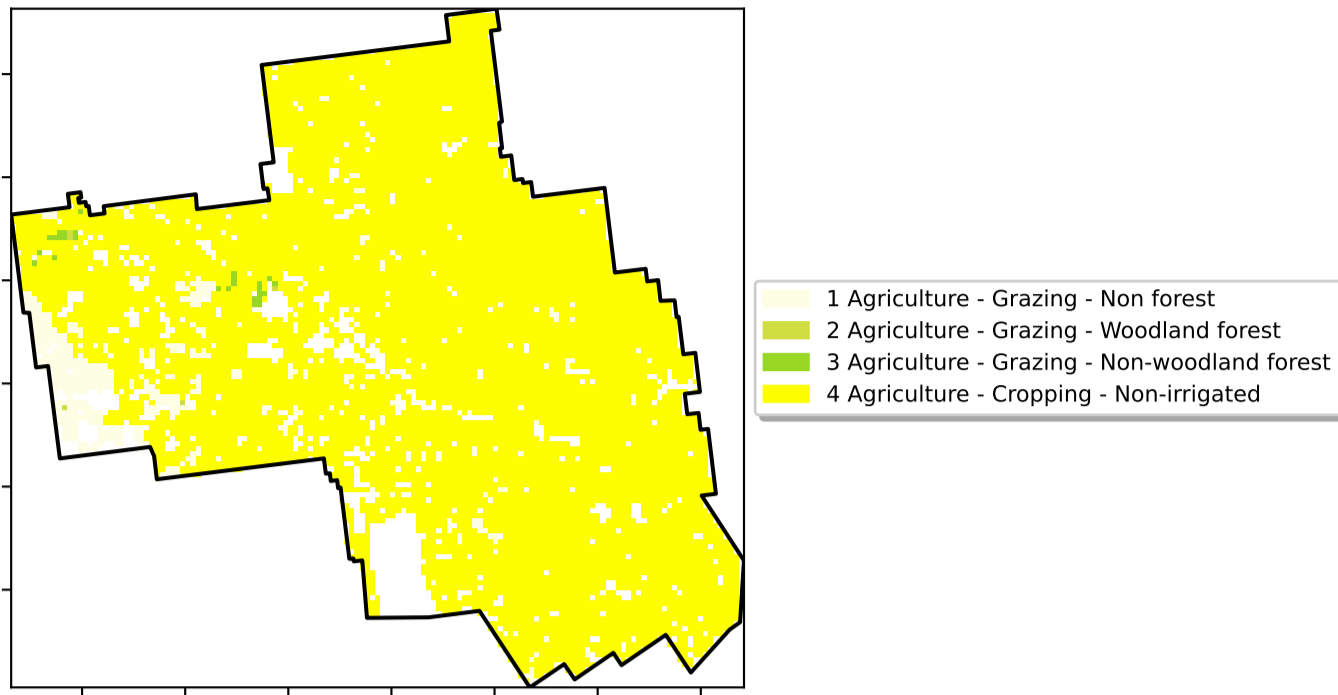 1 Agriculture - Grazing - Non forest
2 Agriculture - Grazing - Woodland forest
3 Agriculture - Grazing - Non-woodland forest
4 Agriculture - Cropping - Non-irrigated